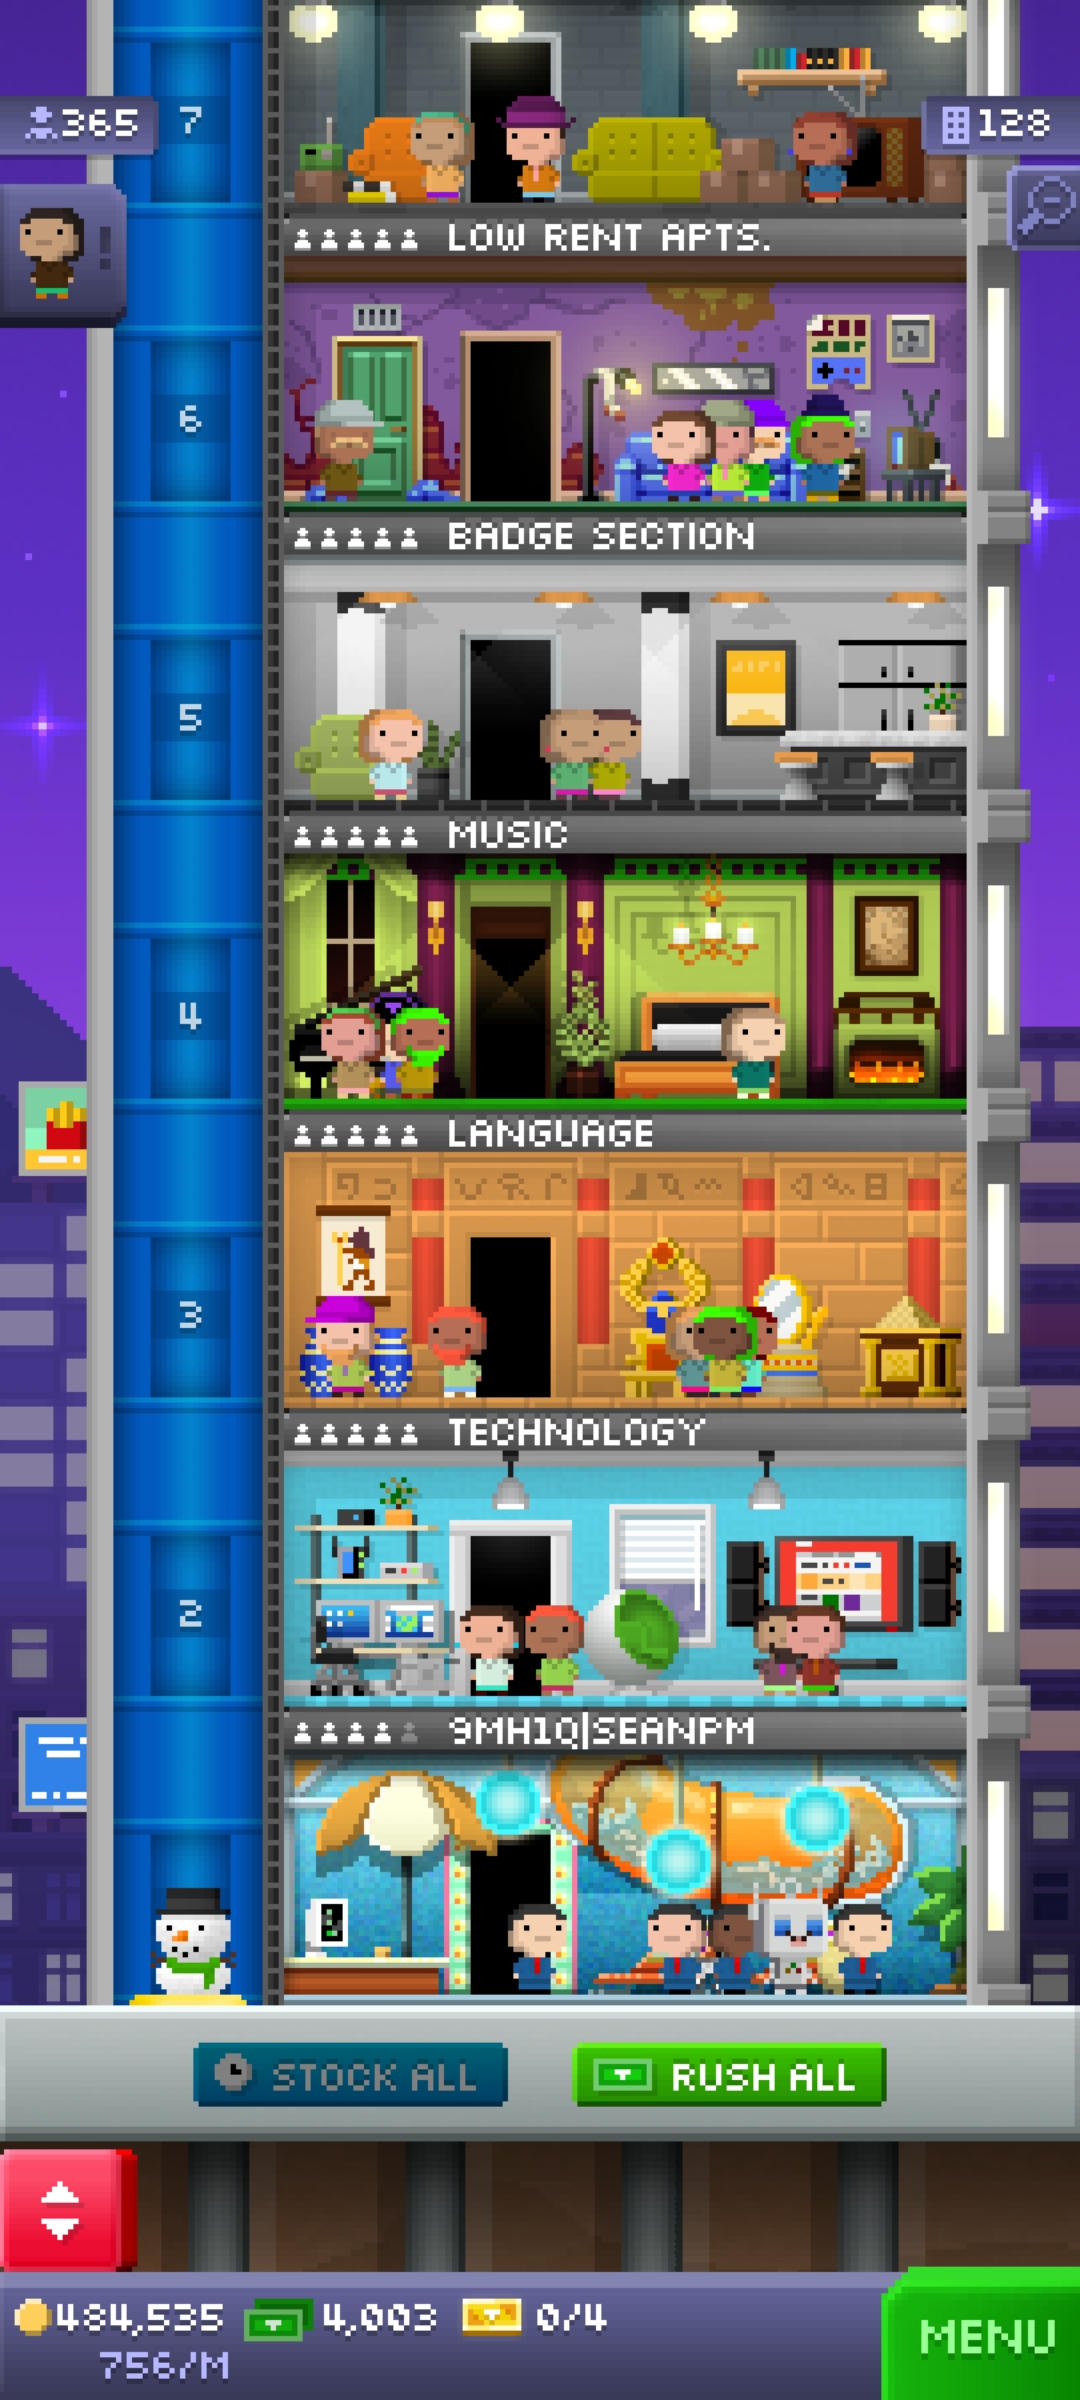 365
7
128
LOW RENT APTS.
!
6
BADGE SECTION
5
MUSIC
4
LANGUAGE
3
TECHNOLOGY
2
9MH1Q|SEANPM
STOCK ALL
RUSH ALL
484,535
4,003
0/4
756/M
MENU